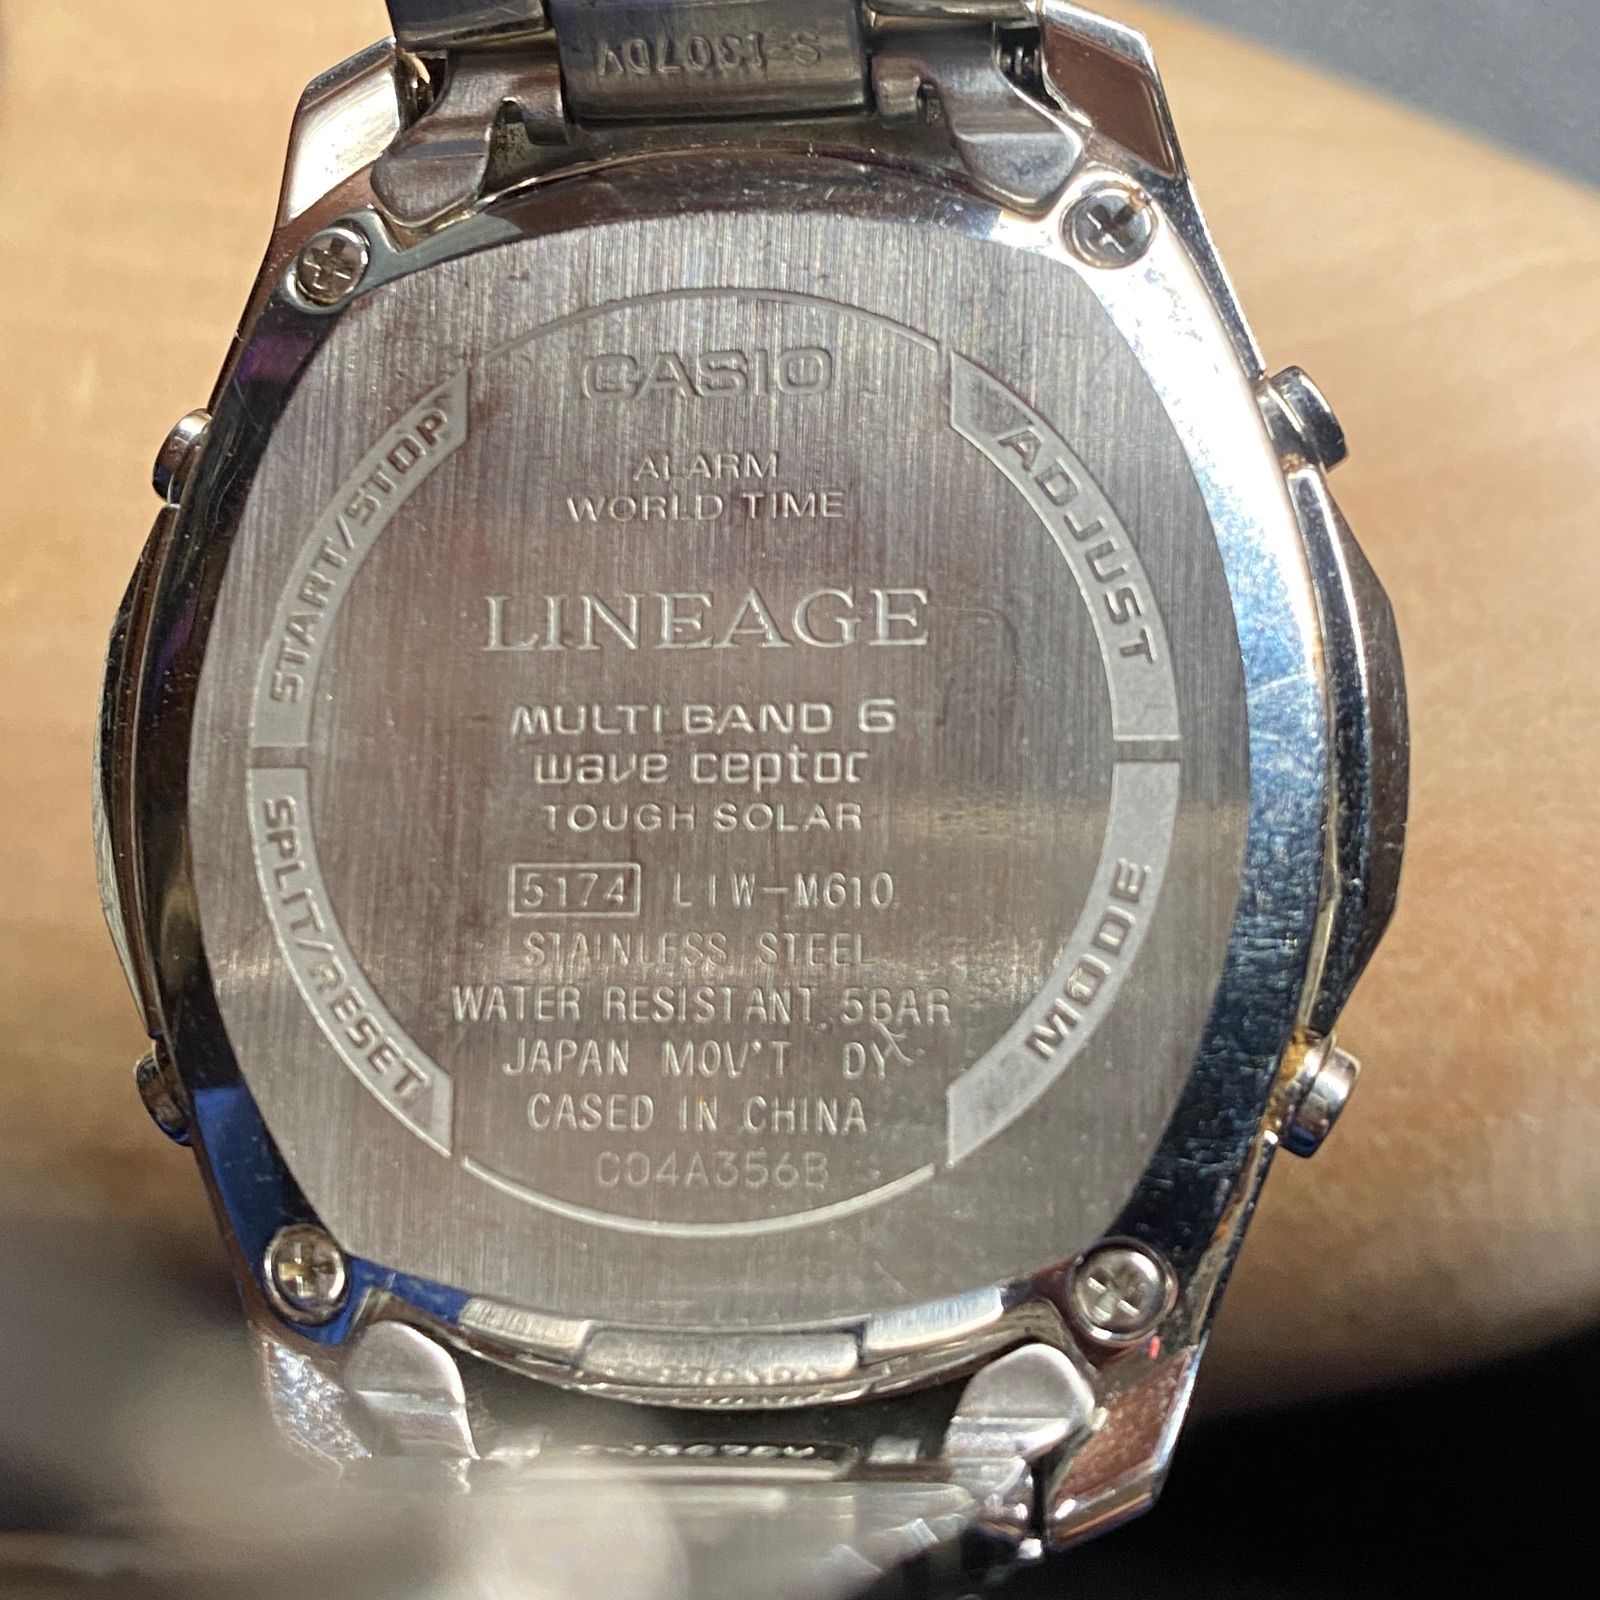 S-1307DV
CASIO
ALARM
WORLD TIME
START/STOP
ADJUST
LINEAGE
MULTI BAND 6
wave ceptor
TOUGH SOLAR
5174 LIW-M610
SPLIT/RESET
MODE
STAINLESS STEEL
WATER RESISTANT 5BAR
JAPAN MOV'T DY
CASED IN CHINA
C04A356B